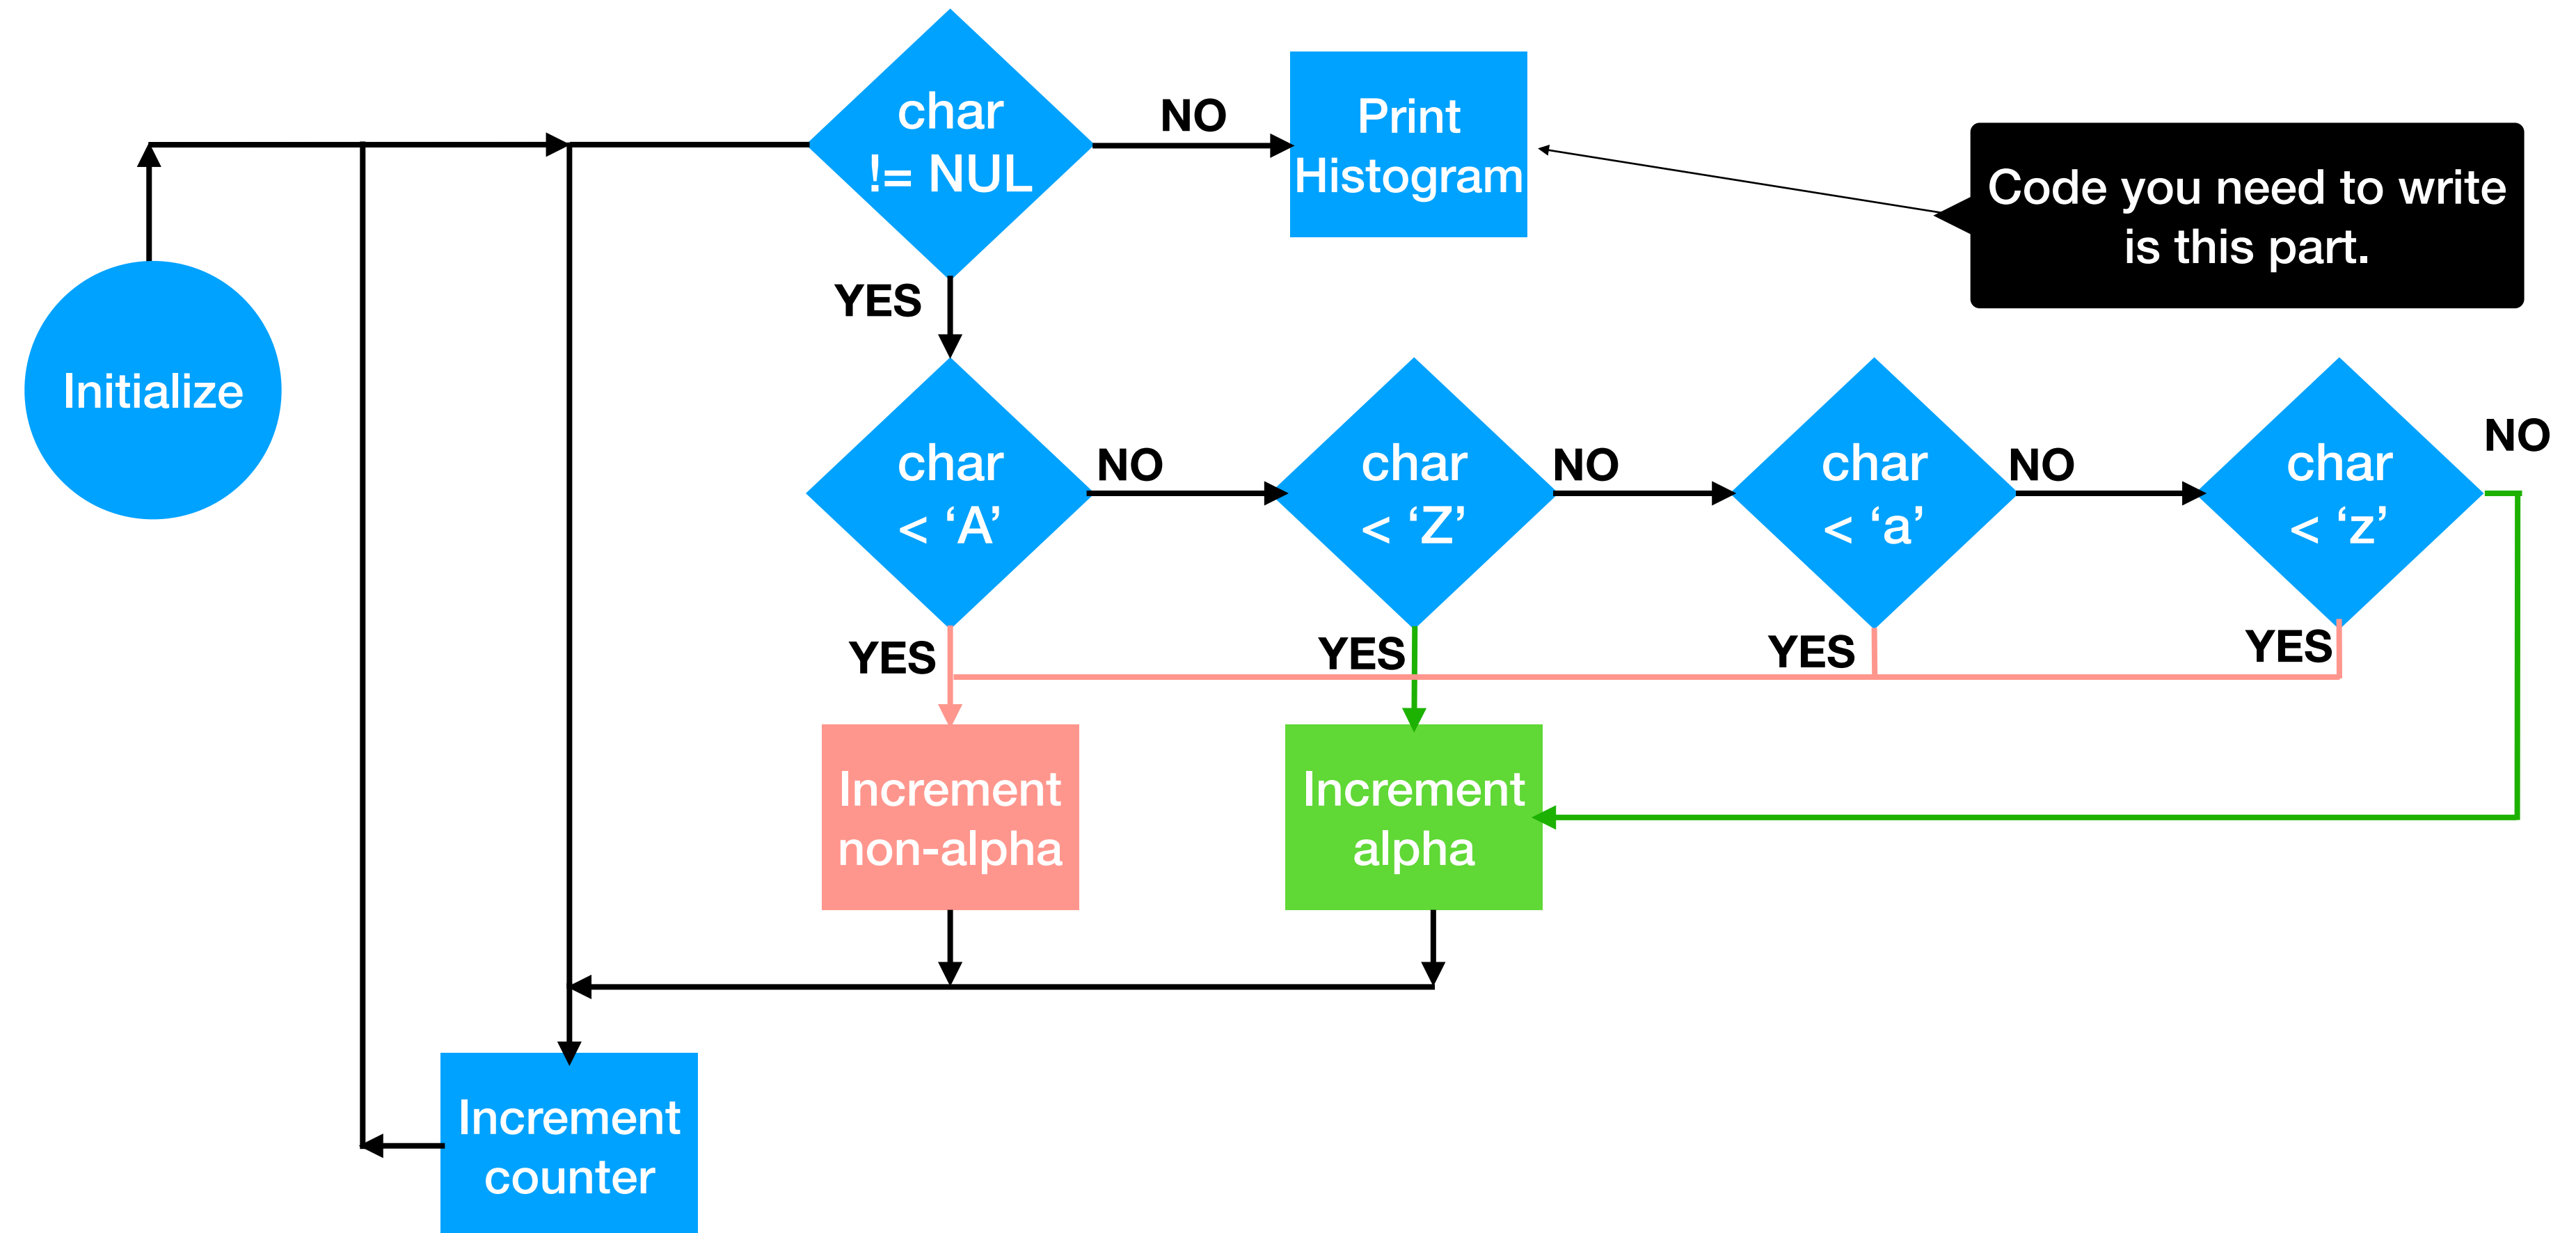 char
!= NUL
NO
Print
Histogram
Code you need to write
is this part.
YES
Initialize
char
< ‘A’
NO
char
< ‘Z’
NO
char
< ‘a’
NO
char
< ‘z’
NO
YES
YES
YES
YES
Increment
non-alpha
Increment
alpha
Increment
counter